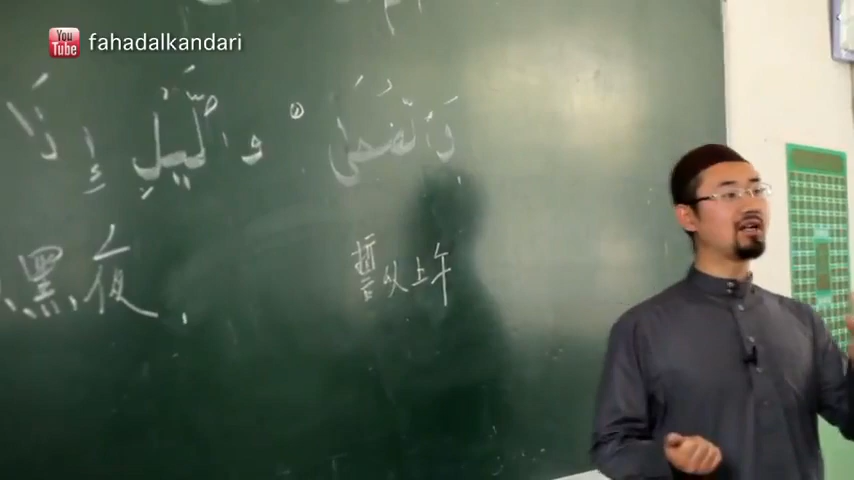 You Tube fahadalkandari
وَالضُّحَى ۝ وَاللَّيْلِ إِذَا
黑夜 誓以上午